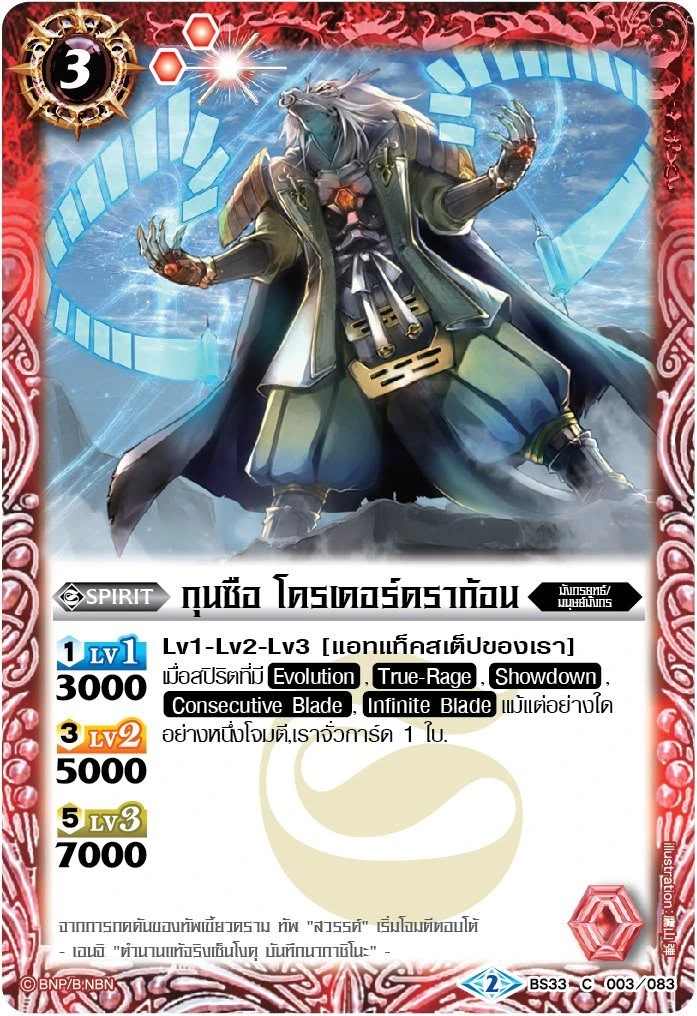 3
SPIRIT
กุนซือ โครเดอร์ดราก้อน
มังกรยุทธ์/
มนุษย์มังกร
1 LV1
3000
3 LV2
5000
5 LV3
7000
Lv1-Lv2-Lv3 [แอทแท็คสเต็ปของเรา]
เมื่อสปิริตที่มี Evolution , True-Rage , Showdown ,
Consecutive Blade , Infinite Blade แม้แต่อย่างใด
อย่างหนึ่งโจมตี,เราจั่วการ์ด 1 ใบ.
จากการกดดันของทัพเขี้ยวคราม ทัพ "สวรรค์" เริ่มโจมตีตอบโต้
- เอนจิ "ตำนานแท้จริงเซ็นโงคุ บันทึกนากาชิโนะ" -
illustration:鷹山 弾
©BNP/B:NBN
2
BS33 C 003/083